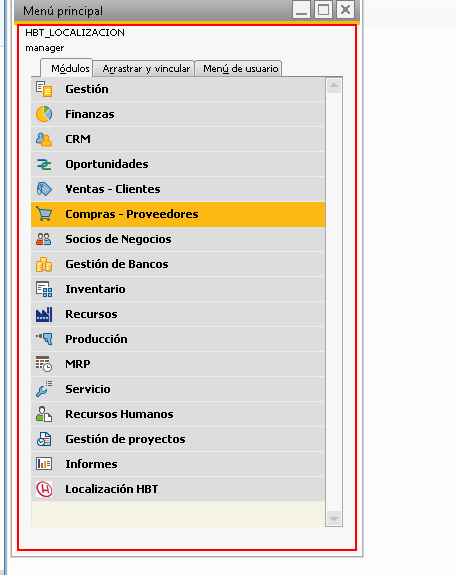 Menú principal
HBT_LOCALIZACION
manager
Módulos Arrastrar y vincular Menú de usuario
Gestión
Finanzas
CRM
Oportunidades
Ventas - Clientes
Compras - Proveedores
Socios de Negocios
Gestión de Bancos
Inventario
Recursos
Producción
MRP
Servicio
Recursos Humanos
Gestión de proyectos
Informes
Localización HBT